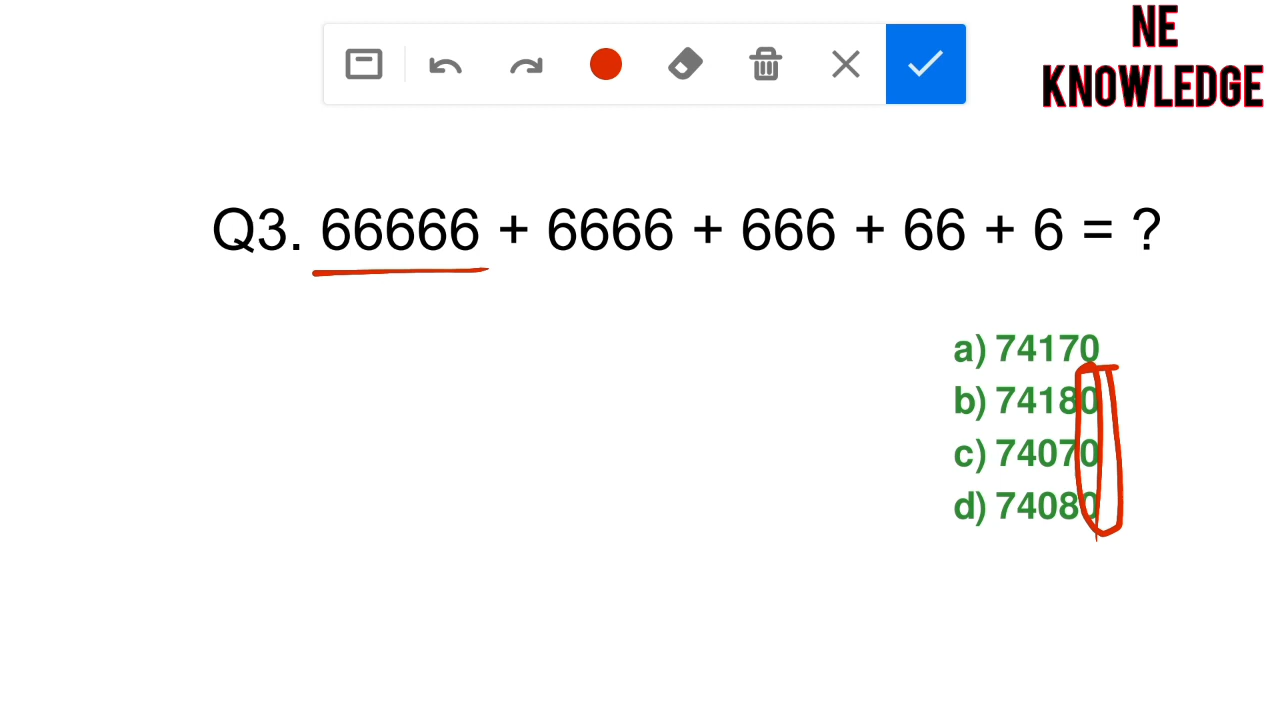 NE
KNOWLEDGE
Q3. 66666 + 6666 + 666 + 66 + 6 = ?
a) 74170
b) 74180
c) 74070
d) 74080